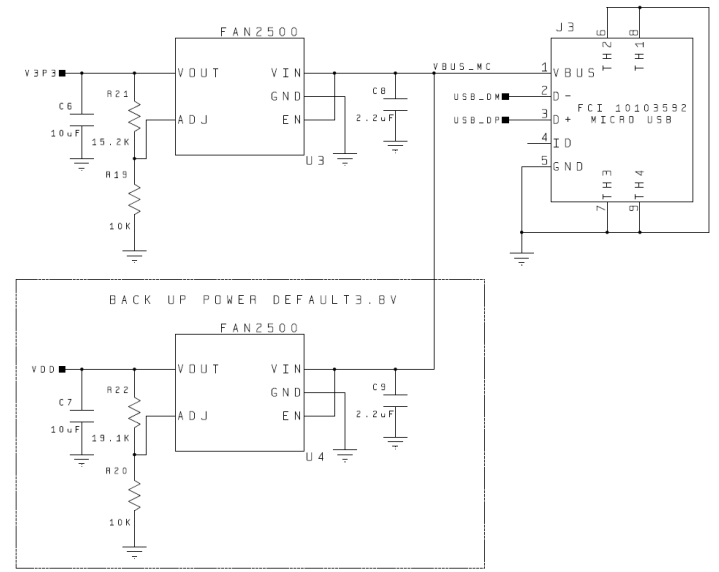 FAN2500
J3
V3P3
VOUT
VIN
GND
ADJ
EN
U3
R21
15.2K
C6
10uF
R19
10K
C8
2.2uF
VBUS_MC
USB_DM
USB_DP
1
2
3
4
5
VBUS
D-
D+
ID
GND
6
8
TH2
TH1
FCI 10103592
MICRO USB
TH3
TH4
7
9
BACK UP POWER DEFAULT3.8V
FAN2500
VDD
VOUT
VIN
GND
ADJ
EN
U4
R22
19.1K
C7
10uF
R20
10K
C9
2.2uF